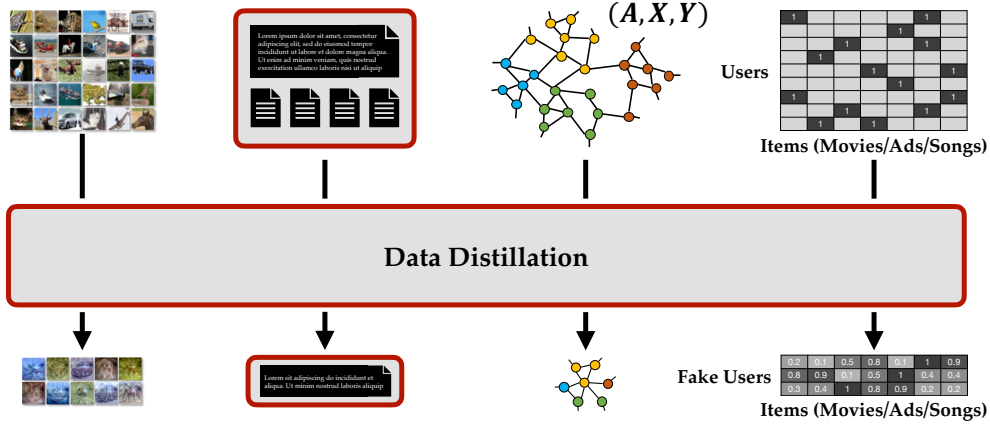 Lorem ipsum dolor sit amet, consectetur
adipiscing elit, sed do eiusmod tempor
incididunt ut labore et dolore magna aliqua.
Ut enim ad minim veniam, quis nostrud
exercitation ullamco laboris nisi ut aliquip
(A, X, Y)
Users
1 1
1
1 1
1
1 1
1
1 1
1 1
1 1 1
Items (Movies/Ads/Songs)
Data Distillation
Lorem sit adipiscing do incididunt et
aliqua. Ut minim nostrud laboris aliquip
Fake Users
0.2 0.1 0.5 0.8 0.1 1 0.9
0.8 0.9 0.1 0.5 1 0.4 0.4
0.3 0.4 1 0.8 0.9 0.2 0.2
Items (Movies/Ads/Songs)